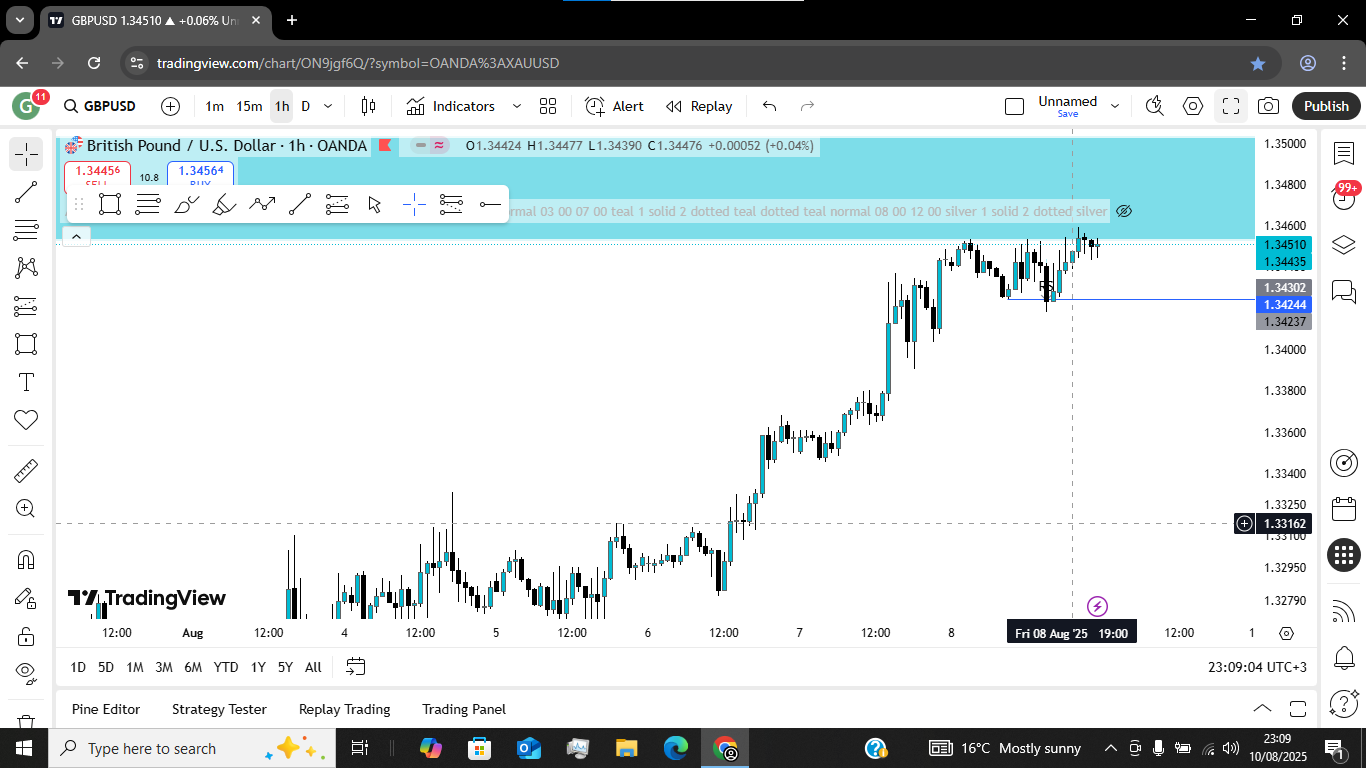 GBPUSD 1.34510 ▲ +0.06% Un
tradingview.com/chart/ON9jgf6Q/?symbol=OANDA%3AXAUUSD
G 11 GBPUSD 1m 15m 1h D Indicators Alert Replay Unnamed Save Publish
British Pound / U.S. Dollar · 1h · OANDA O1.34424 H1.34477 L1.34390 C1.34476 +0.00052 (+0.04%)
1.34456 SELL 10.8 1.34564 BUY
normal 03 00 07 00 teal 1 solid 2 dotted teal dotted teal normal 08 00 12 00 silver 1 solid 2 dotted silver
1.35000
1.34800
1.34600
1.34510
1.34435
1.34302
1.34244
1.34237
1.34000
1.33800
1.33600
1.33400
1.33250
1.33162
1.33100
1.32950
1.32790
99+
TradingView
12:00 Aug 12:00 4 12:00 5 12:00 6 12:00 7 12:00 8 Fri 08 Aug '25 19:00 12:00 1
1D 5D 1M 3M 6M YTD 1Y 5Y All 23:09:04 UTC+3
Pine Editor Strategy Tester Replay Trading Trading Panel
Type here to search 16°C Mostly sunny 23:09
10/08/2025 1